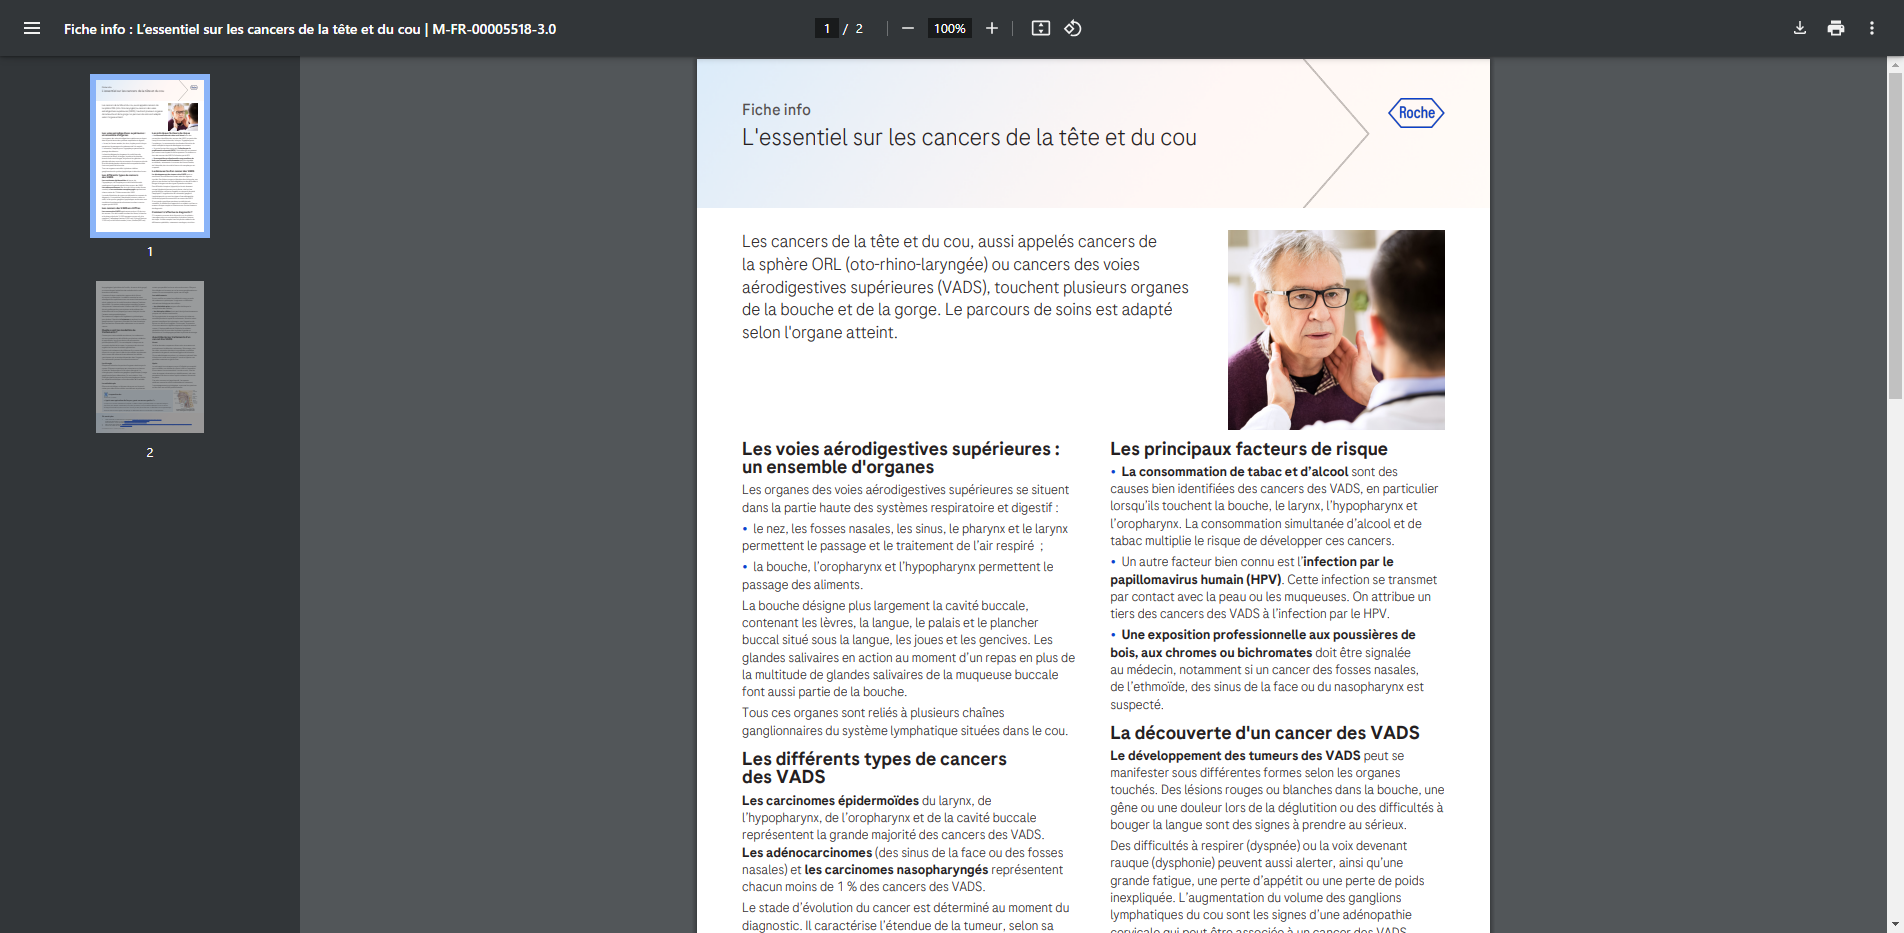 Fiche info : L'essentiel sur les cancers de la tête et du cou | M-FR-00005518-3.0
1 / 2
100%
1
2
Fiche info
L'essentiel sur les cancers de la tête et du cou
Roche
Les cancers de la tête et du cou, aussi appelés cancers de
la sphère ORL (oto-rhino-laryngée) ou cancers des voies
aérodigestives supérieures (VADS), touchent plusieurs organes
de la bouche et de la gorge. Le parcours de soins est adapté
selon l'organe atteint.
Les voies aérodigestives supérieures :
un ensemble d'organes
Les organes des voies aérodigestives supérieures se situent
dans la partie haute des systèmes respiratoire et digestif :
• le nez, les fosses nasales, les sinus, le pharynx et le larynx
permettent le passage et le traitement de l'air respiré ;
• la bouche, l'oropharynx et l'hypopharynx permettent le
passage des aliments.
La bouche désigne plus largement la cavité buccale,
contenant les lèvres, la langue, le palais et le plancher
buccal situé sous la langue, les joues et les gencives. Les
glandes salivaires en action au moment d'un repas en plus de
la multitude de glandes salivaires de la muqueuse buccale
font aussi partie de la bouche.
Tous ces organes sont reliés à plusieurs chaînes
ganglionnaires du système lymphatique situées dans le cou.
Les différents types de cancers
des VADS
Les carcinomes épidermoïdes du larynx, de
l'hypopharynx, de l'oropharynx et de la cavité buccale
représentent la grande majorité des cancers des VADS.
Les adénocarcinomes (des sinus de la face ou des fosses
nasales) et les carcinomes nasopharyngés représentent
chacun moins de 1 % des cancers des VADS.
Le stade d'évolution du cancer est déterminé au moment du
diagnostic. Il caractérise l'étendue de la tumeur, selon sa
Les principaux facteurs de risque
• La consommation de tabac et d'alcool sont des
causes bien identifiées des cancers des VADS, en particulier
lorsqu'ils touchent la bouche, le larynx, l'hypopharynx et
l'oropharynx. La consommation simultanée d'alcool et de
tabac multiplie le risque de développer ces cancers.
• Un autre facteur bien connu est l'infection par le
papillomavirus humain (HPV). Cette infection se transmet
par contact avec la peau ou les muqueuses. On attribue un
tiers des cancers des VADS à l'infection par le HPV.
• Une exposition professionnelle aux poussières de
bois, aux chromes ou bichromates doit être signalée
au médecin, notamment si un cancer des fosses nasales,
de l'ethmoïde, des sinus de la face ou du nasopharynx est
suspecté.
La découverte d'un cancer des VADS
Le développement des tumeurs des VADS peut se
manifester sous différentes formes selon les organes
touchés. Des lésions rouges ou blanches dans la bouche, une
gêne ou une douleur lors de la déglutition ou des difficultés à
bouger la langue sont des signes à prendre au sérieux.
Des difficultés à respirer (dyspnée) ou la voix devenant
rauque (dysphonie) peuvent aussi alerter, ainsi qu'une
grande fatigue, une perte d'appétit ou une perte de poids
inexpliquée. L'augmentation du volume des ganglions
lymphatiques du cou sont les signes d'une adénopathie
cervicale qui peut être associée à un cancer des VADS.